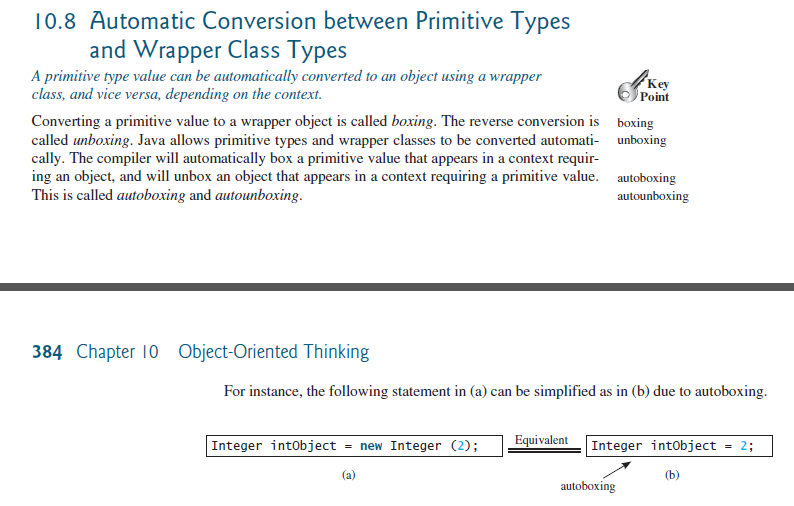 10.8 Automatic Conversion between Primitive Types
and Wrapper Class Types
A primitive type value can be automatically converted to an object using a wrapper
class, and vice versa, depending on the context.
Key
Point
Converting a primitive value to a wrapper object is called boxing. The reverse conversion is
called unboxing. Java allows primitive types and wrapper classes to be converted automati-
cally. The compiler will automatically box a primitive value that appears in a context requir-
ing an object, and will unbox an object that appears in a context requiring a primitive value.
This is called autoboxing and autounboxing.
boxing
unboxing
autoboxing
autounboxing
384 Chapter 10 Object-Oriented Thinking
For instance, the following statement in (a) can be simplified as in (b) due to autoboxing.
Integer intObject = new Integer (2);
Equivalent
Integer intObject = 2;
(a)
(b)
autoboxing